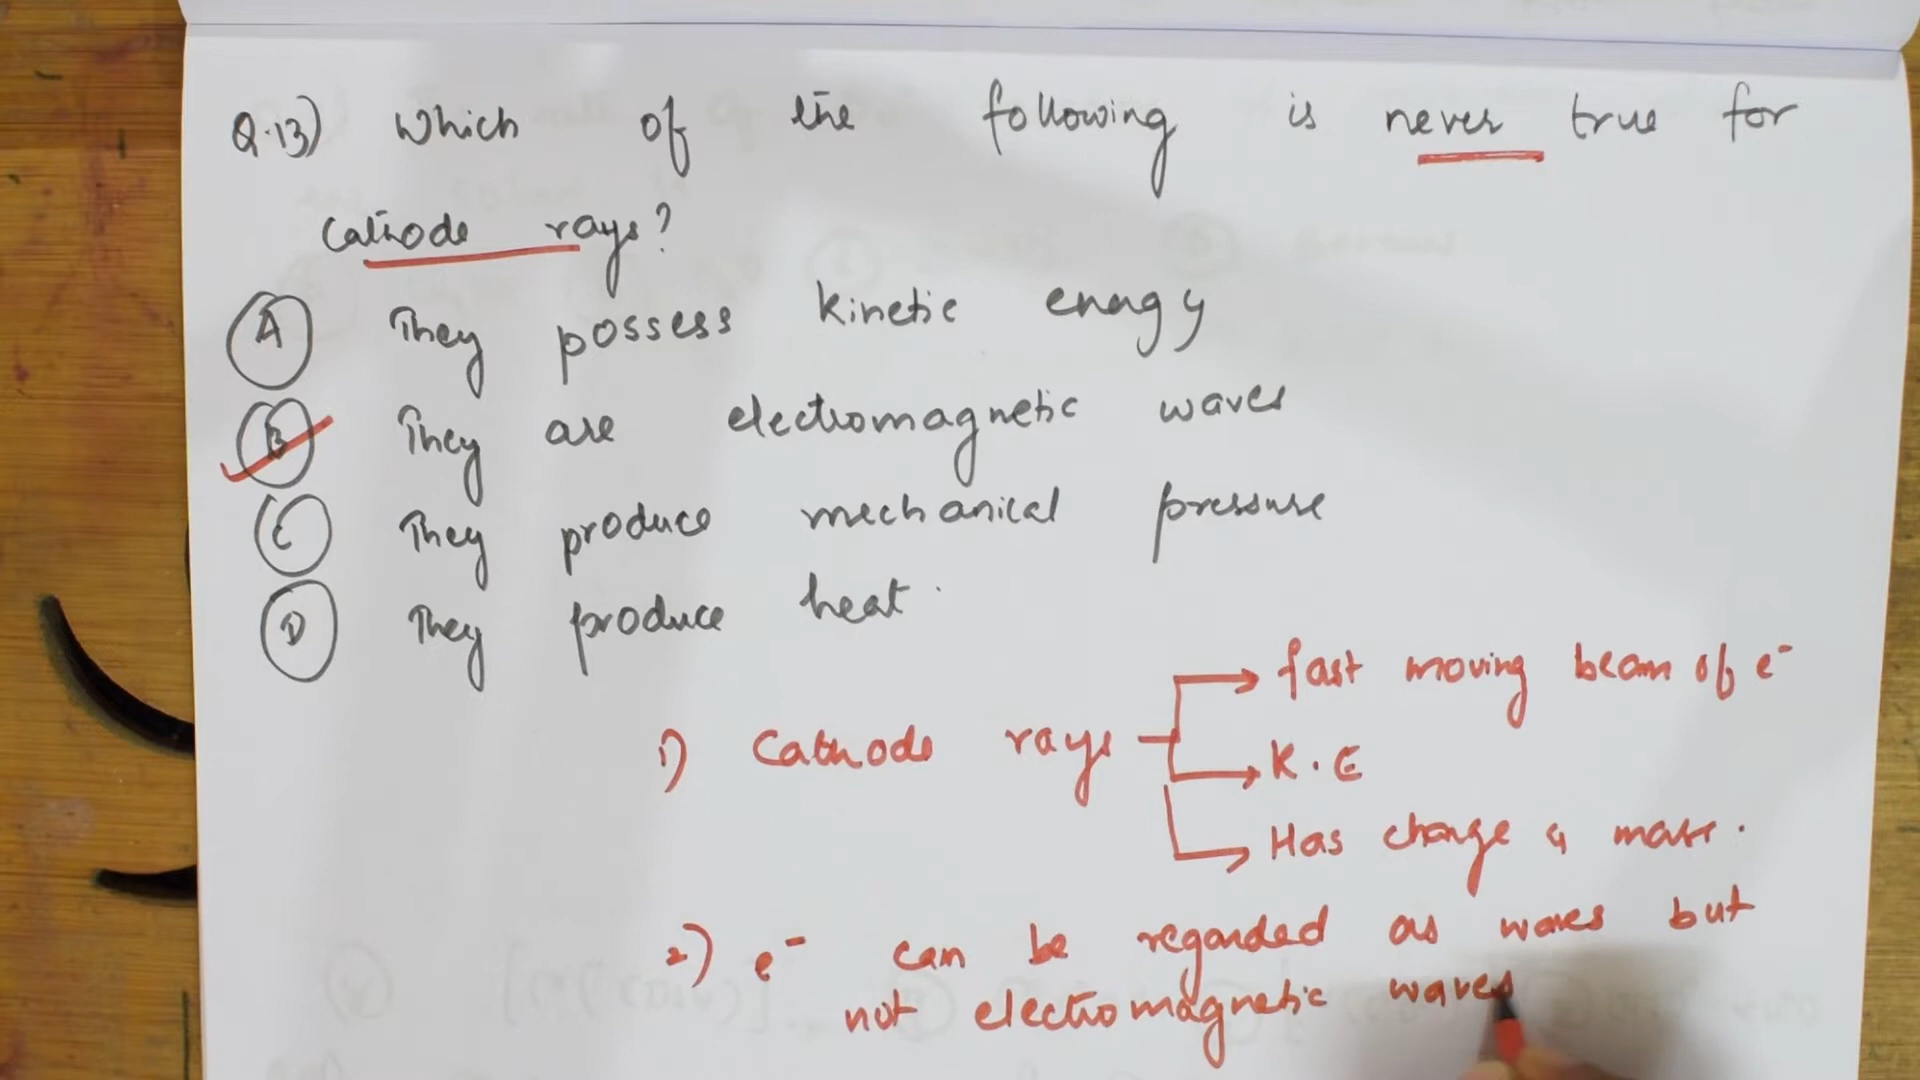 Q.13) Which of the following is never true for
Cathode rays?
A They possess kinetic energy
B They are electromagnetic waves
C They produce mechanical pressure
D They produce heat.
1) Cathode rays → fast moving beam of e⁻
→ K.E
→ Has charge & mass.
2) e⁻ can be regarded as waves but
not electromagnetic waves